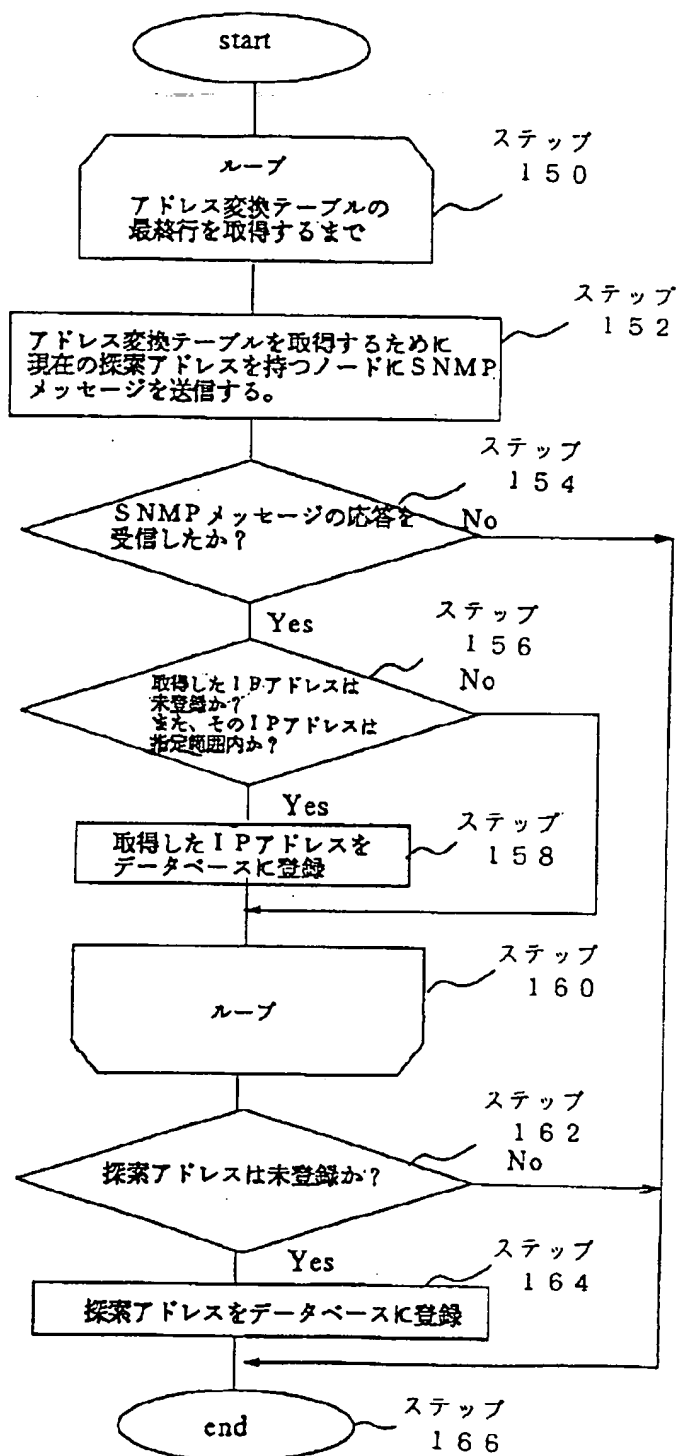 start
ループ
アドレス変換テーブルの
最終行を取得するまで
ステップ
150
アドレス変換テーブルを取得するために
現在の探索アドレスを持つノードにSNMP
メッセージを送信する。
ステップ
152
SNMPメッセージの応答を
受信したか?
ステップ
154
No
Yes
取得したIPアドレスは
未登録か?
また、そのIPアドレスは
指定範囲内か?
ステップ
156
No
Yes
取得したIPアドレスを
データベースに登録
ステップ
158
ループ
ステップ
160
探索アドレスは未登録か?
ステップ
162
No
Yes
探索アドレスをデータベースに登録
ステップ
164
end
ステップ
166